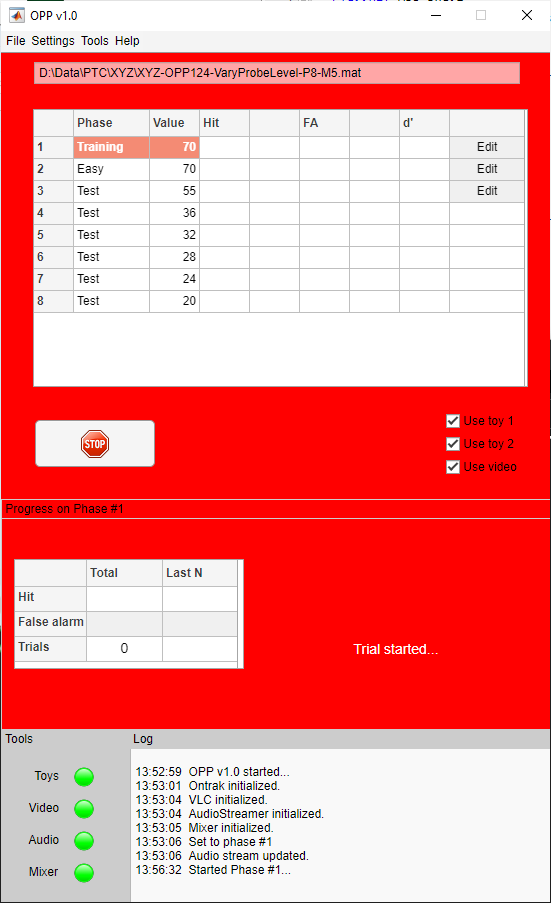 OPP v1.0
File Settings Tools Help
D:\Data\PTC\XYZ\XYZ-OPP124-VaryProbeLevel-P8-M5.mat
Phase Value Hit FA d'
1 Training 70 Edit
2 Easy 70 Edit
3 Test 55 Edit
4 Test 36
5 Test 32
6 Test 28
7 Test 24
8 Test 20
STOP
Use toy 1
Use toy 2
Use video
Progress on Phase #1
Total Last N
Hit
False alarm
Trials 0
Trial started...
Tools
Toys
Video
Audio
Mixer
Log
13:52:59 OPP v1.0 started...
13:53:01 Ontrak initialized.
13:53:04 VLC initialized.
13:53:04 AudioStreamer initialized.
13:53:05 Mixer initialized.
13:53:06 Set to phase #1
13:53:06 Audio stream updated.
13:56:32 Started Phase #1...